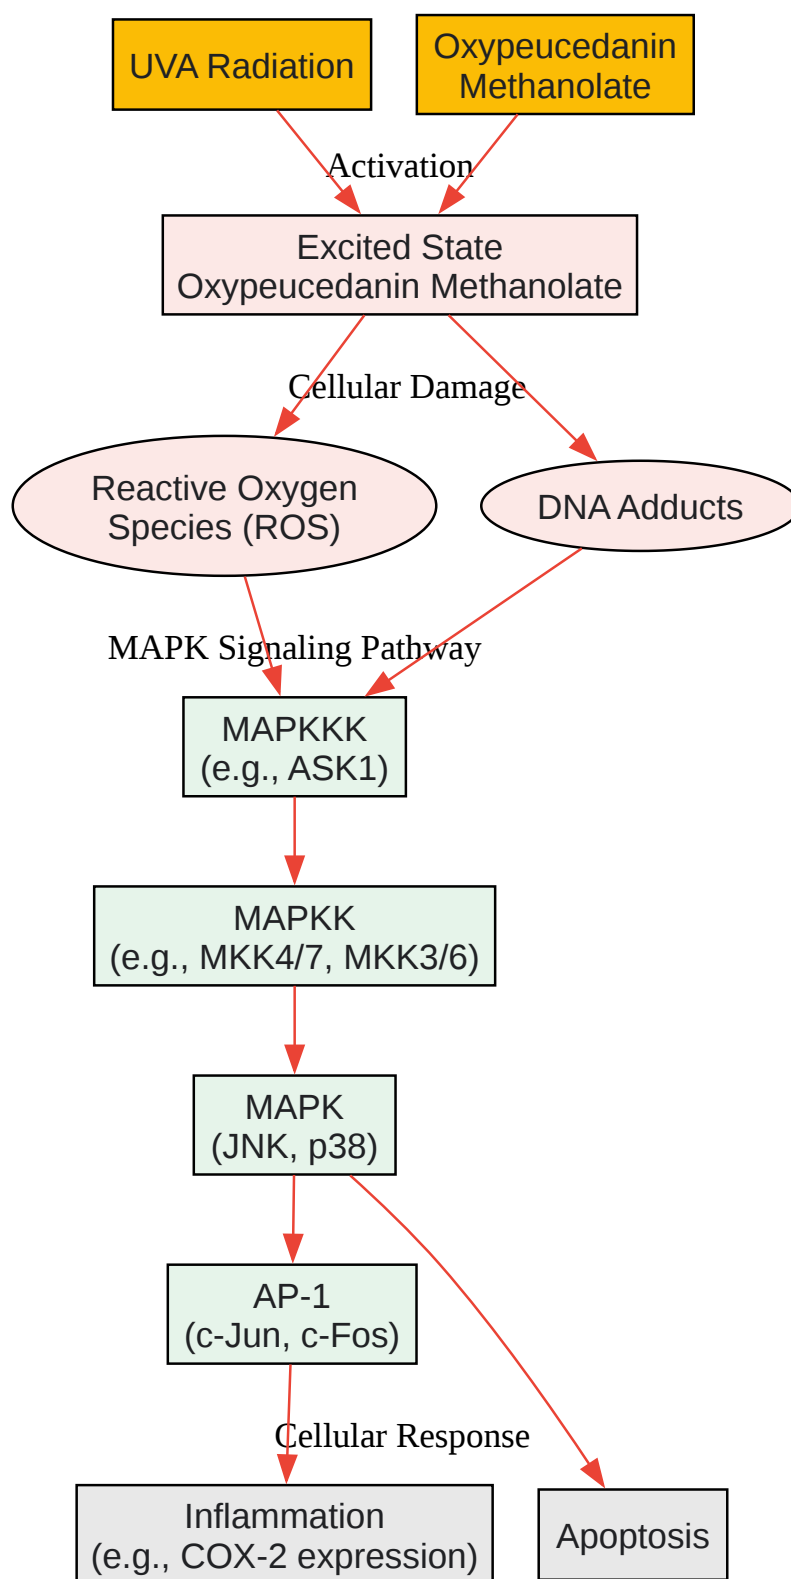 UVA Radiation
Oxypeucedanin
Methanolate
Activation
Excited State
Oxypeucedanin Methanolate
Cellular Damage
Reactive Oxygen
Species (ROS)
DNA Adducts
MAPK Signaling Pathway
MAPKKK
(e.g., ASK1)
MAPKK
(e.g., MKK4/7, MKK3/6)
MAPK
(JNK, p38)
AP-1
(c-Jun, c-Fos)
Cellular Response
Inflammation
(e.g., COX-2 expression)
Apoptosis